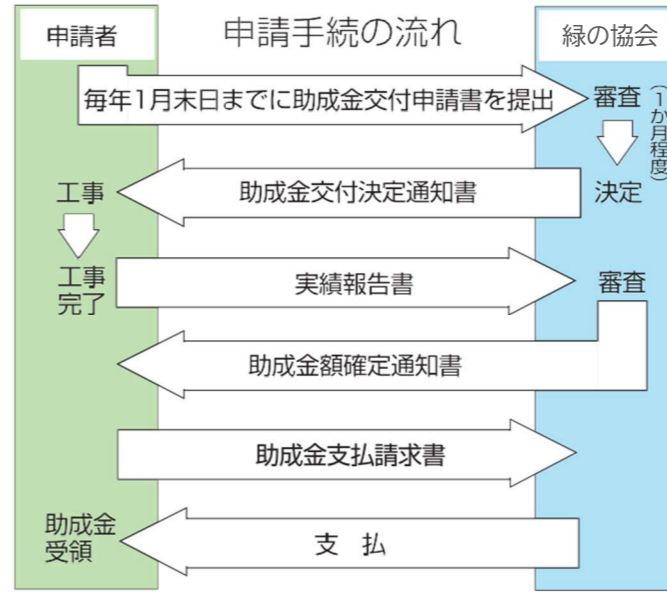 申請手続の流れ
申請者
緑の協会
毎年1月末日までに助成金交付申請書を提出
審査
(1か月程度)
決定
助成金交付決定通知書
工事
工事
完了
実績報告書
審査
助成金額確定通知書
助成金支払請求書
支 払
助成金
受領